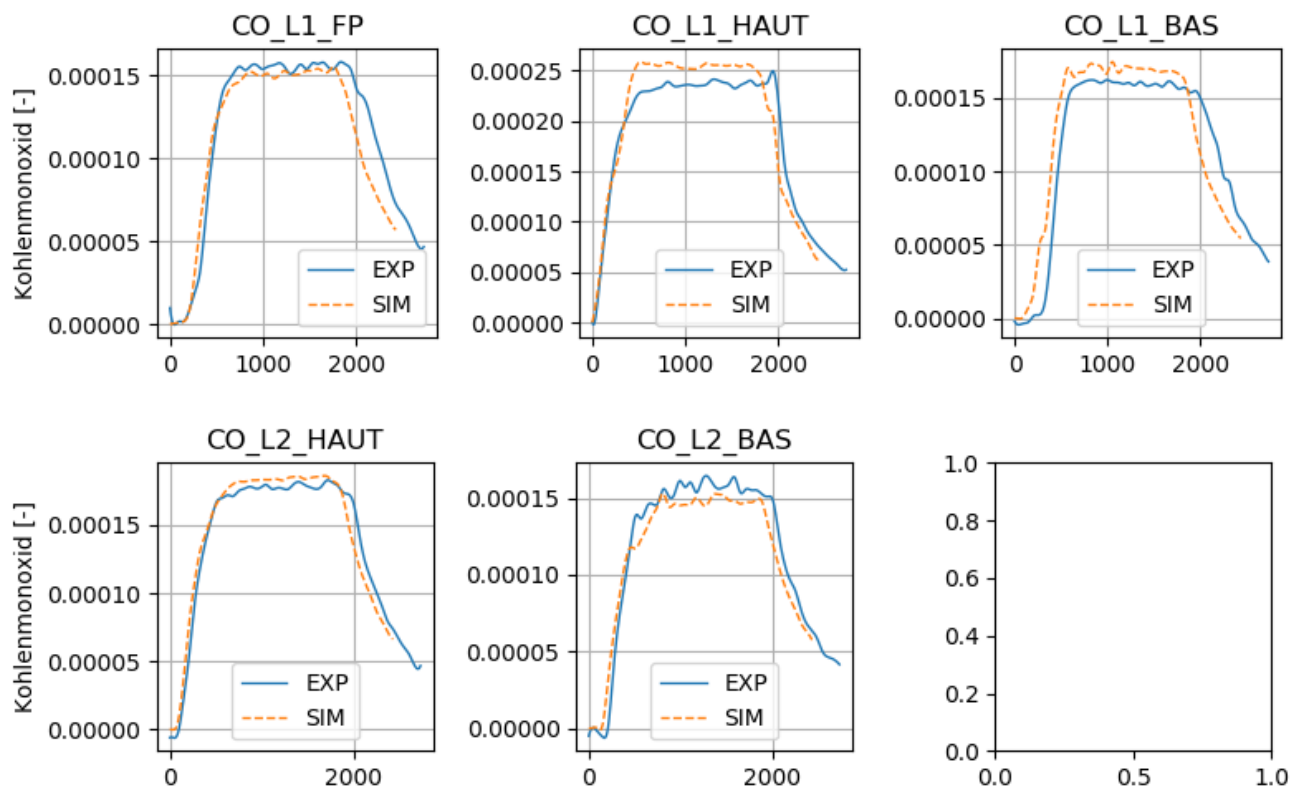 CO_L1_FP
CO_L1_HAUT
CO_L1_BAS
Kohlenmonoxid [-]
0.00015
0.00010
0.00005
0.00000
0 1000 2000
EXP
SIM
0.00025
0.00020
0.00015
0.00010
0.00005
0.00000
0 1000 2000
EXP
SIM
0.00015
0.00010
0.00005
0.00000
0 1000 2000
EXP
SIM
CO_L2_HAUT
CO_L2_BAS
Kohlenmonoxid [-]
0.00015
0.00010
0.00005
0.00000
0 2000
EXP
SIM
0.00015
0.00010
0.00005
0.00000
0 2000
EXP
SIM
1.0
0.8
0.6
0.4
0.2
0.0
0.0 0.5 1.0